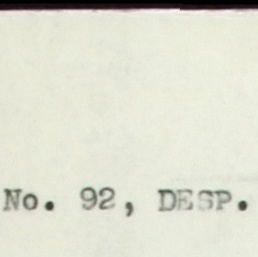 No. 92, DESP.